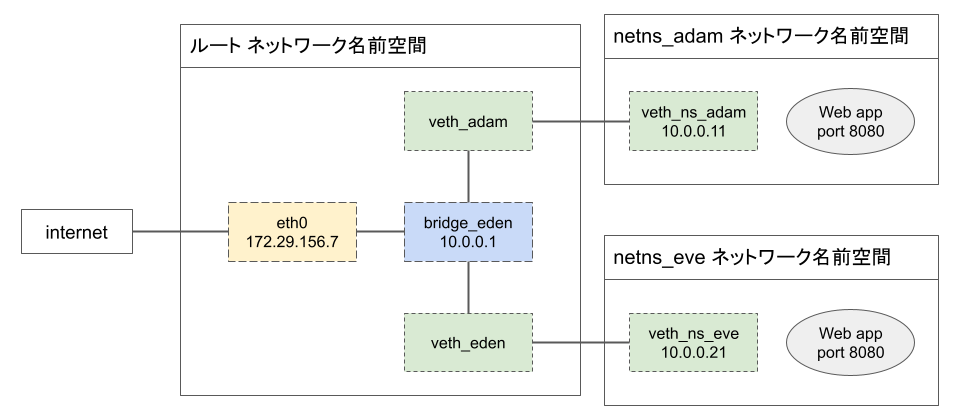 ルート ネットワーク名前空間
netns_adam ネットワーク名前空間
veth_adam
veth_ns_adam
10.0.0.11
Web app
port 8080
internet
eth0
172.29.156.7
bridge_eden
10.0.0.1
netns_eve ネットワーク名前空間
veth_eden
veth_ns_eve
10.0.0.21
Web app
port 8080